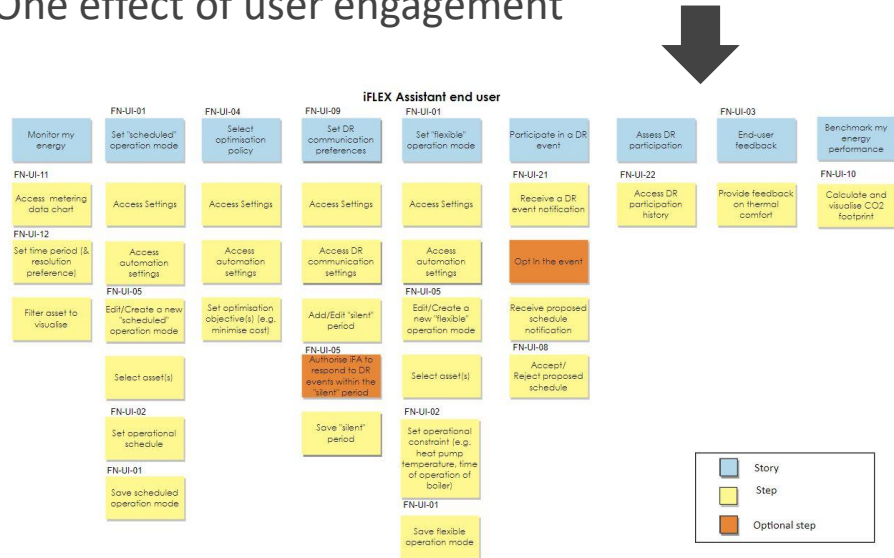 One effect of user engagement
iFLEX Assistant end user
Monitor my
energy
FN-UI-11
Access metering
data chart
FN-UI-12
Set time period (&
resolution
preference)
Filter asset to
visualise
FN-UI-01
Set "scheduled"
operation mode
Access Settings
Access
automation
settings
FN-UI-05
Edit/Create a new
"scheduled"
operation mode
Select asset(s)
FN-UI-02
Set operational
schedule
FN-UI-01
Save scheduled
operation mode
FN-UI-04
Select
optimisation
policy
Access Settings
Access
automation
settings
Set optimisation
objective(s) (e.g.
minimise cost)
FN-UI-09
Set DR
communication
preferences
Access Settings
Access DR
communication
settings
Add/Edit "silent"
period
FN-UI-05
Authorise iFA to
respond to DR
events within the
"silent" period
Save "silent"
period
FN-UI-01
Set "flexible"
operation mode
Access Settings
Access
automation
settings
FN-UI-05
Edit/Create a
new "flexible"
operation mode
Select asset(s)
FN-UI-02
Set operational
constraint (e.g.
heat pump
temperature, time
of operation of
boiler)
FN-UI-01
Save flexible
operation mode
Participate in a DR
event
FN-UI-21
Receive a DR
event notification
Opt in the event
Receive proposed
schedule
notification
FN-UI-08
Accept/
Reject proposed
schedule
Assess DR
participation
FN-UI-22
Access DR
participation
history
FN-UI-03
End-user
feedback
Provide feedback
on thermal
comfort
Benchmark my
energy
performance
FN-UI-10
Calculate and
visualise CO2
footprint
Story
Step
Optional step